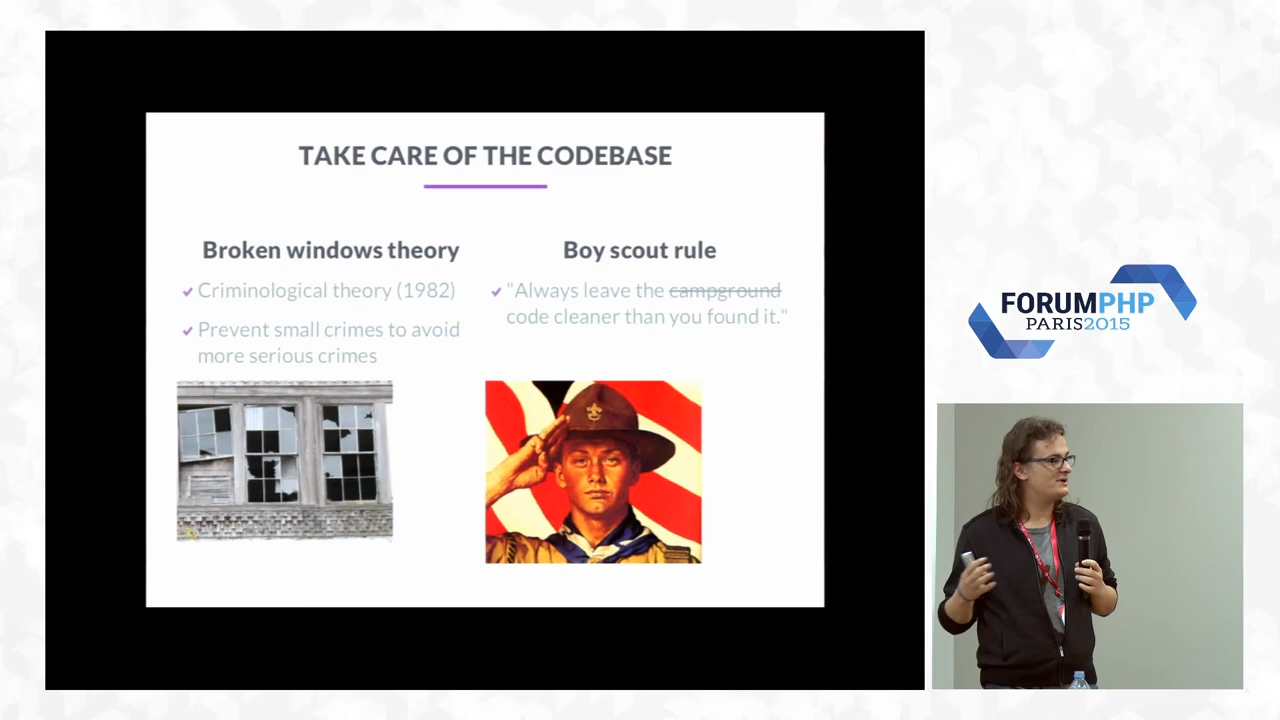 TAKE CARE OF THE CODEBASE
Broken windows theory
✔ Criminological theory (1982)
✔ Prevent small crimes to avoid
more serious crimes
Boy scout rule
✔ "Always leave the campground
code cleaner than you found it."
FORUMPHP
PARIS2015